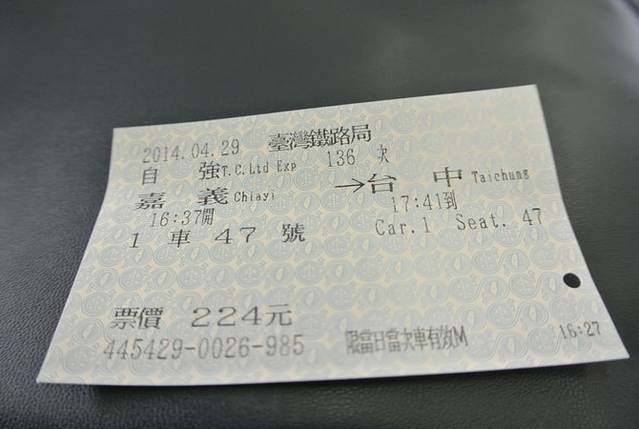 2014.04.29 臺灣鐵路局
自 強 T.C.Ltd Exp 136 次
嘉 義 Chiayi → 台 中 Taichung
16:37開 17:41到
1 車 47 號 Car.1 Seat. 47
票價 224元
445429-0026-985 限當日當次車有效M 16:27